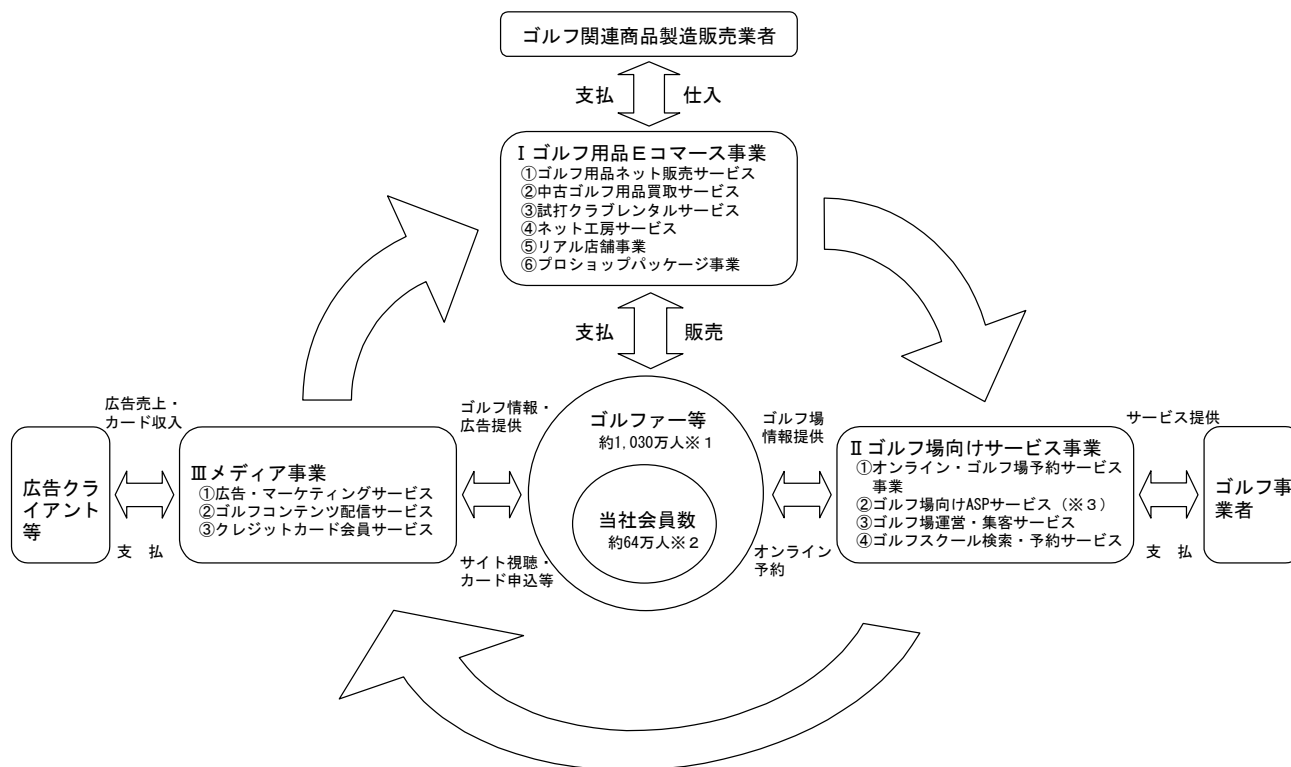 ゴルフ関連商品製造販売業者
支払
仕入
Ⅰゴルフ用品Eコマース事業
①ゴルフ用品ネット販売サービス
②中古ゴルフ用品買取サービス
③試打クラブレンタルサービス
④ネット工房サービス
⑤リアル店舗事業
⑥プロショップパッケージ事業
支払
販売
広告売上・
カード収入
ゴルフ情報・
広告提供
ゴルファー等
約1,030万人※1
ゴルフ場
情報提供
サービス提供
広告クラ
イアント
等
Ⅲメディア事業
①広告・マーケティングサービス
②ゴルフコンテンツ配信サービス
③クレジットカード会員サービス
当社会員数
約64万人※2
Ⅱゴルフ場向けサービス事業
①オンライン・ゴルフ場予約サービス
事業
②ゴルフ場向けASPサービス(※3)
③ゴルフ場運営・集客サービス
④ゴルフスクール検索・予約サービス
ゴルフ事
業者
支 払
サイト視聴・
カード申込等
オンライン
予約
支 払